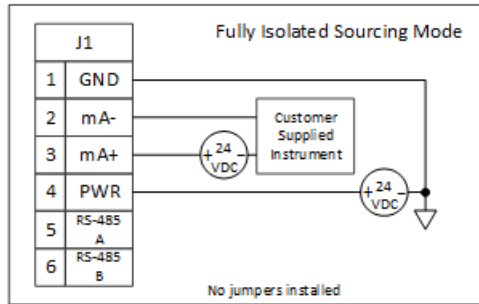 Fully Isolated Sourcing Mode
J1
1 GND
2 mA-
3 mA+
4 PWR
5 RS-485
A
6 RS-485
B
Customer
Supplied
Instrument
+ 24 -
VDC
+ 24 -
VDC
No jumpers installed